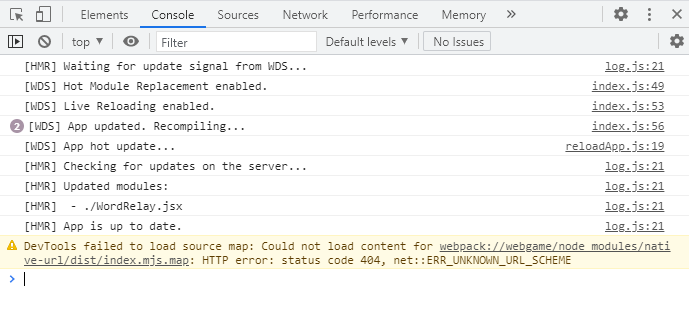 Elements Console Sources Network Performance Memory »
top ▼ Filter Default levels ▼ No Issues
[HMR] Waiting for update signal from WDS... log.js:21
[WDS] Hot Module Replacement enabled. index.js:49
[WDS] Live Reloading enabled. index.js:53
2 [WDS] App updated. Recompiling... index.js:56
[WDS] App hot update... reloadApp.js:19
[HMR] Checking for updates on the server... log.js:21
[HMR] Updated modules: log.js:21
[HMR]  - ./WordRelay.jsx log.js:21
[HMR] App is up to date. log.js:21
DevTools failed to load source map: Could not load content for webpack://webgame/node_modules/nati
ve-url/dist/index.mjs.map: HTTP error: status code 404, net::ERR_UNKNOWN_URL_SCHEME